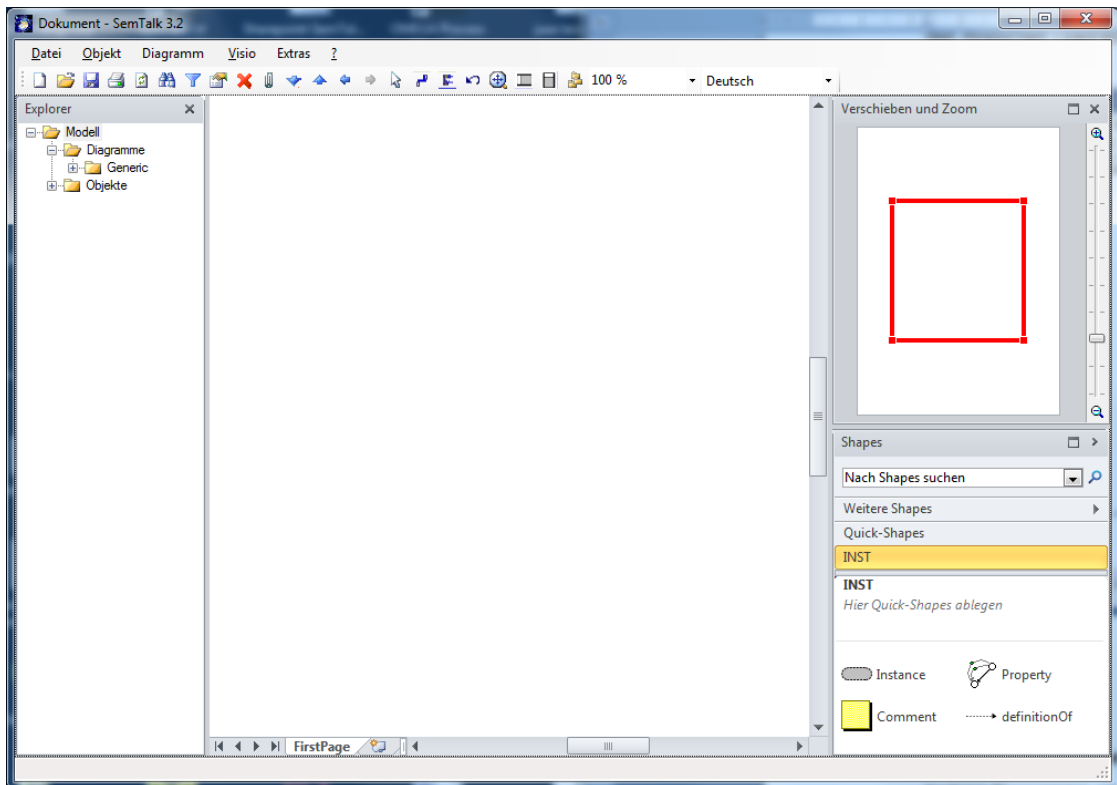 Dokument - SemTalk 3.2
Datei Objekt Diagramm Visio Extras ?
100 % Deutsch
Explorer
Modell
Diagramme
Generic
Objekte
FirstPage
Verschieben und Zoom
Shapes
Nach Shapes suchen
Weitere Shapes
Quick-Shapes
INST
INST
Hier Quick-Shapes ablegen
Instance Property
Comment definitionOf